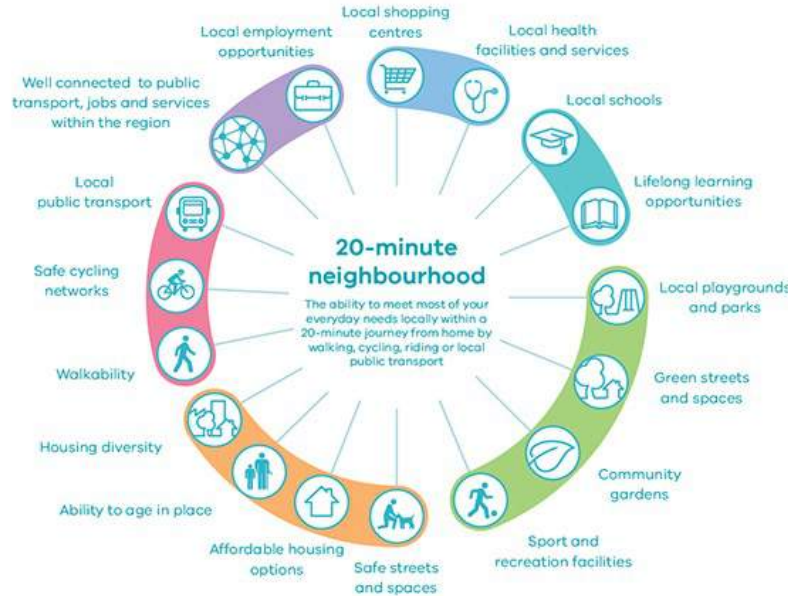 20-minute
neighbourhood
The ability to meet most of your
everyday needs locally within a
20-minute journey from home by
walking, cycling, riding or local
public transport
Local shopping
centres
Local health
facilities and services
Local schools
Lifelong learning
opportunities
Local playgrounds
and parks
Green streets
and spaces
Community
gardens
Sport and
recreation facilities
Safe streets
and spaces
Affordable housing
options
Ability to age in place
Housing diversity
Walkability
Safe cycling
networks
Local
public transport
Well connected to public
transport, jobs and services
within the region
Local employment
opportunities